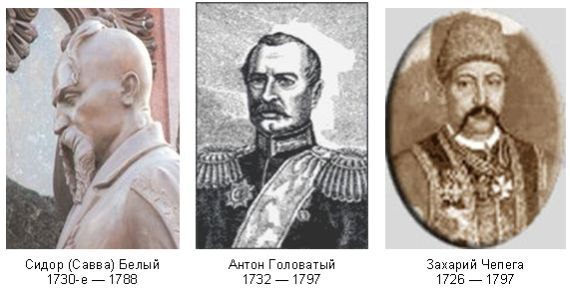 Сидор (Савва) Белый
1730-е — 1788
Антон Головатый
1732 — 1797
Захарий Чепега
1726 — 1797